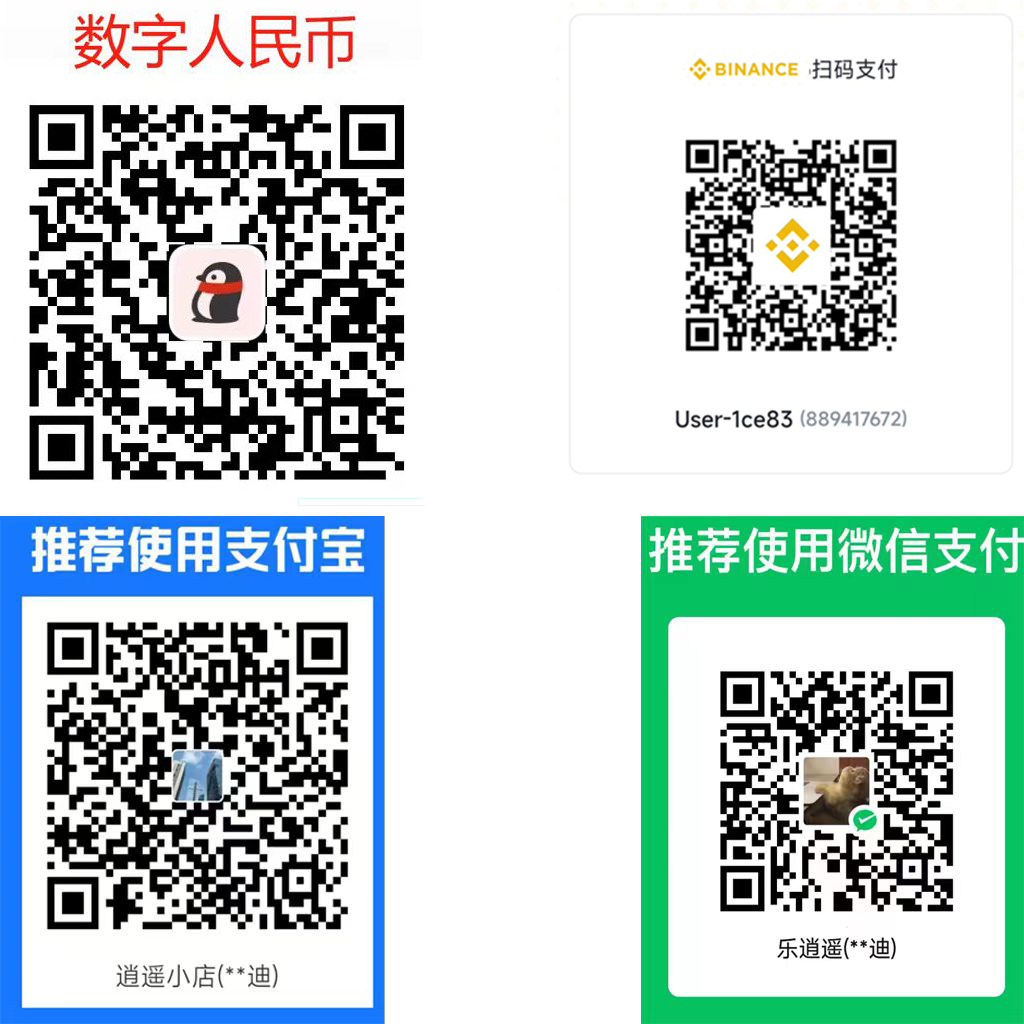 数字人民币
BINANCE 扫码支付
User-1ce83 (889417672)
推荐使用支付宝
逍遥小店(**迪)
推荐使用微信支付
乐逍遥(**迪)